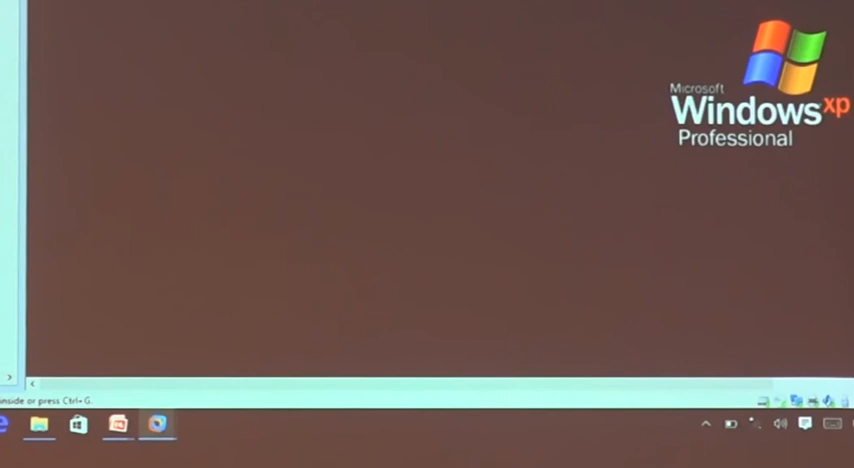 Microsoft
Windows xp
Professional
inside or press Ctrl+G.